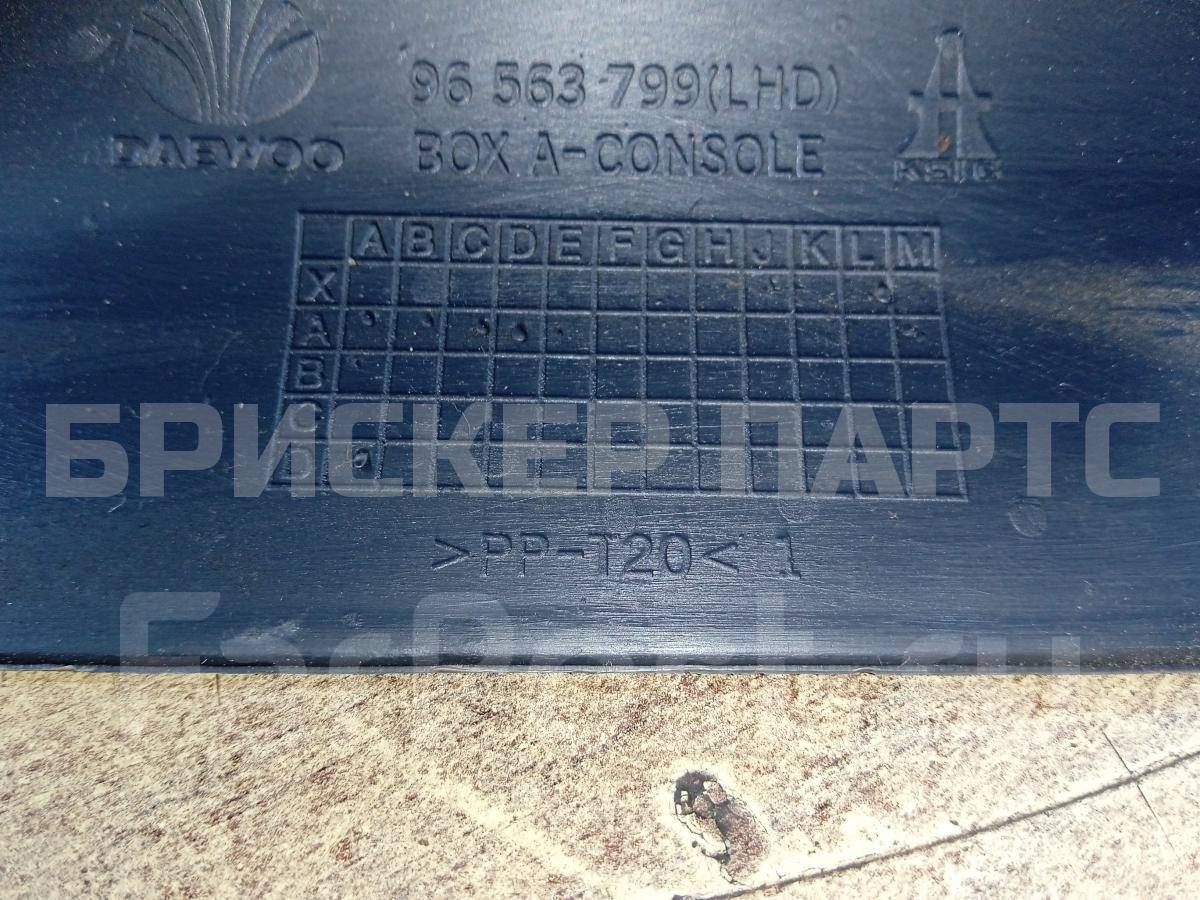 96 563-799(LHD)
DAEWOO
BOX A-CONSOLE
A B C D E F G H J K L M
X
A
B
C
D
БРИСКЕР ПАРТС
>PP-T20< 1